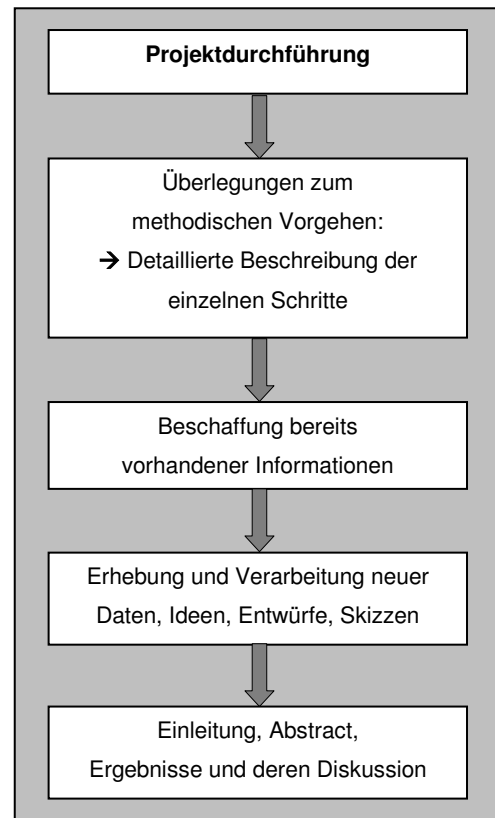 Projektdurchführung
Überlegungen zum
methodischen Vorgehen:
➔ Detaillierte Beschreibung der
einzelnen Schritte
Beschaffung bereits
vorhandener Informationen
Erhebung und Verarbeitung neuer
Daten, Ideen, Entwürfe, Skizzen
Einleitung, Abstract,
Ergebnisse und deren Diskussion